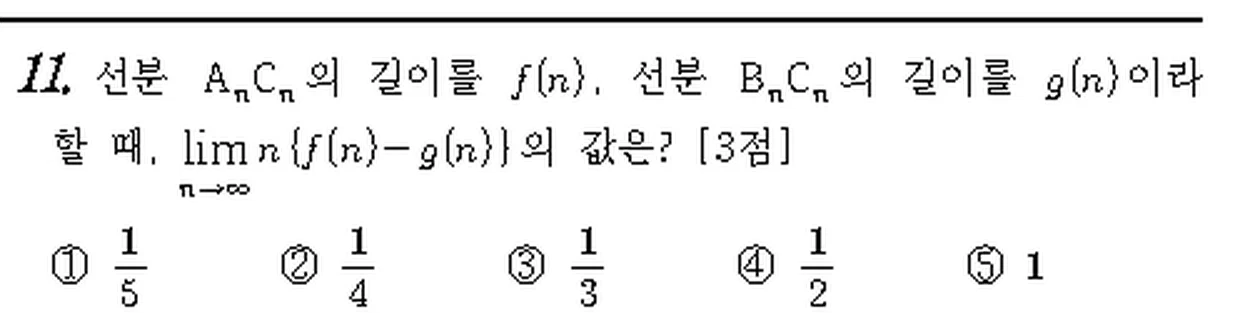 11. 선분 AₙCₙ의 길이를 f(n), 선분 BₙCₙ의 길이를 g(n)이라
할 때, lim n{f(n)-g(n)}의 값은? [3점]
n→∞
① 1/5 ② 1/4 ③ 1/3 ④ 1/2 ⑤ 1